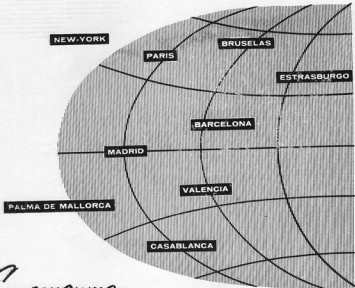 NEW-YORK
BRUSELAS
PARIS
ESTRASBURGO
BARCELONA
MADRID
VALENCIA
PALMA DE MALLORCA
CASABLANCA